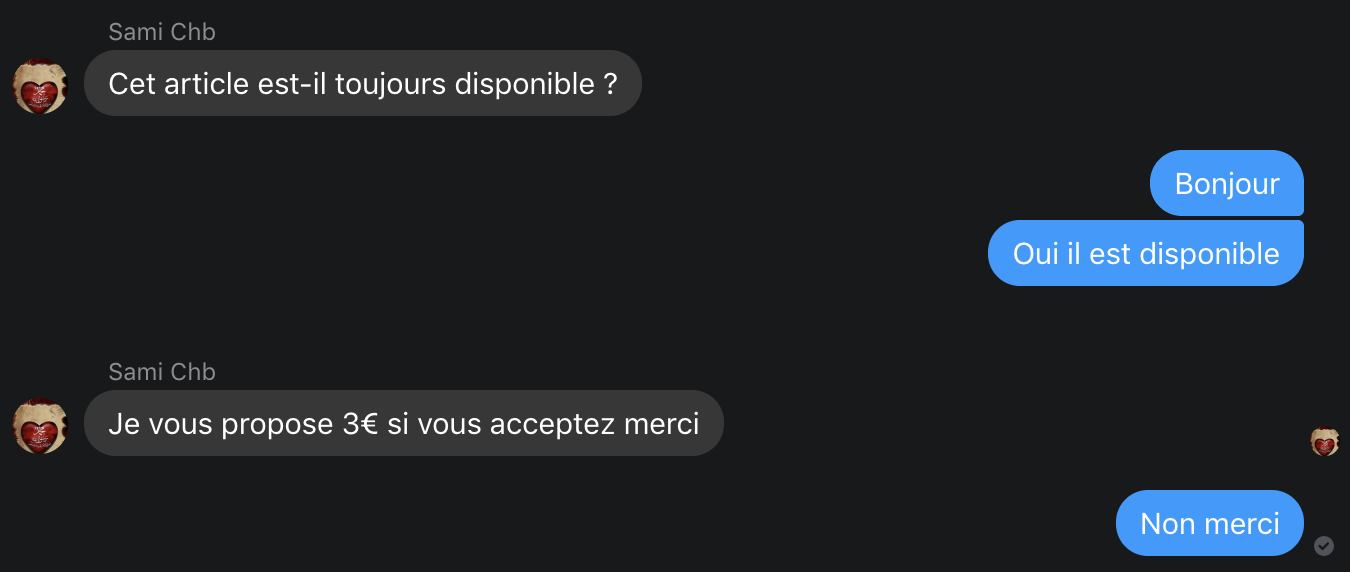 Sami Chb
Cet article est-il toujours disponible ?
Bonjour
Oui il est disponible
Sami Chb
Je vous propose 3€ si vous acceptez merci
Non merci